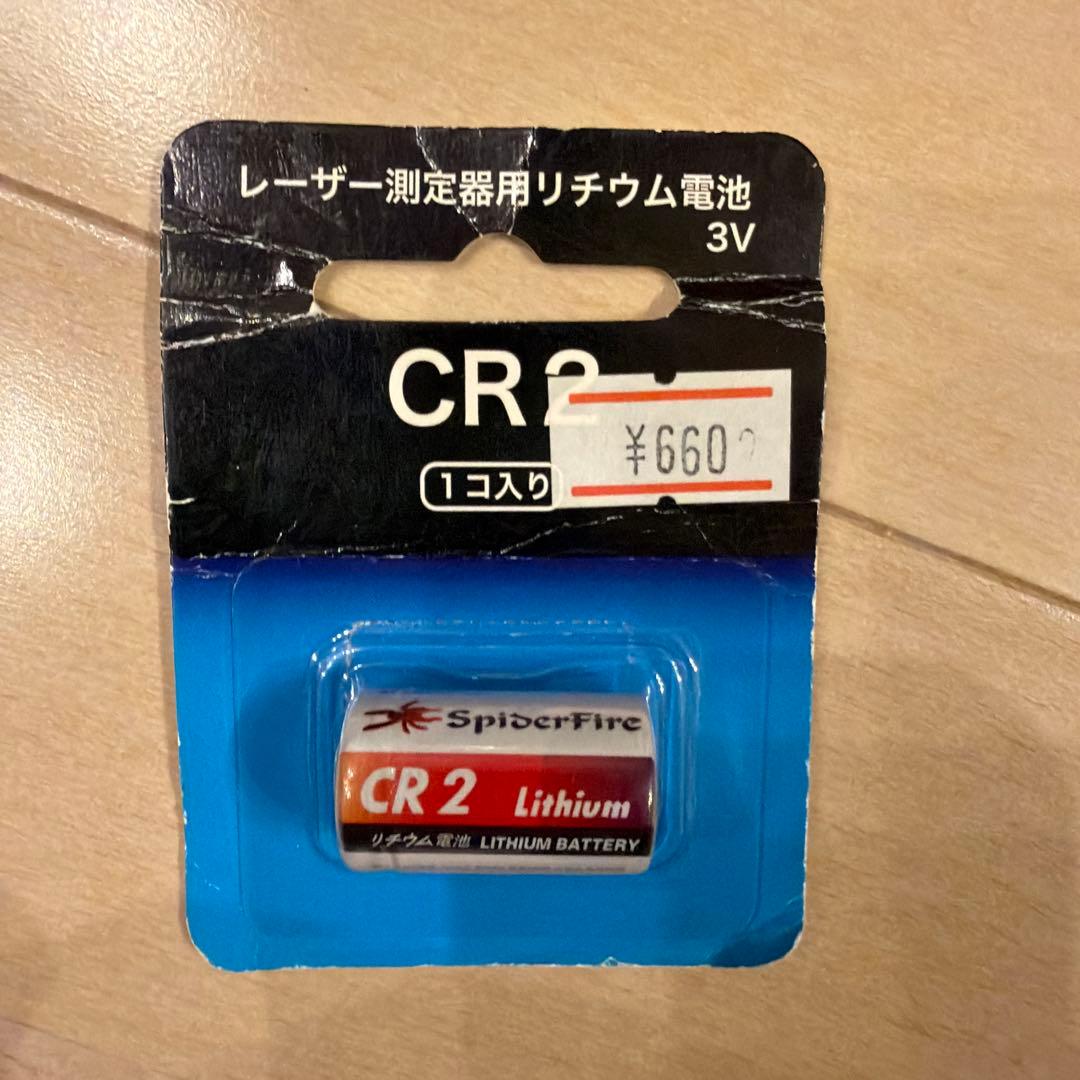 レーザー測定器用リチウム電池
3V
CR2
¥660
1コ入り
SpiderFire
CR2 Lithium
リチウム電池 LITHIUM BATTERY